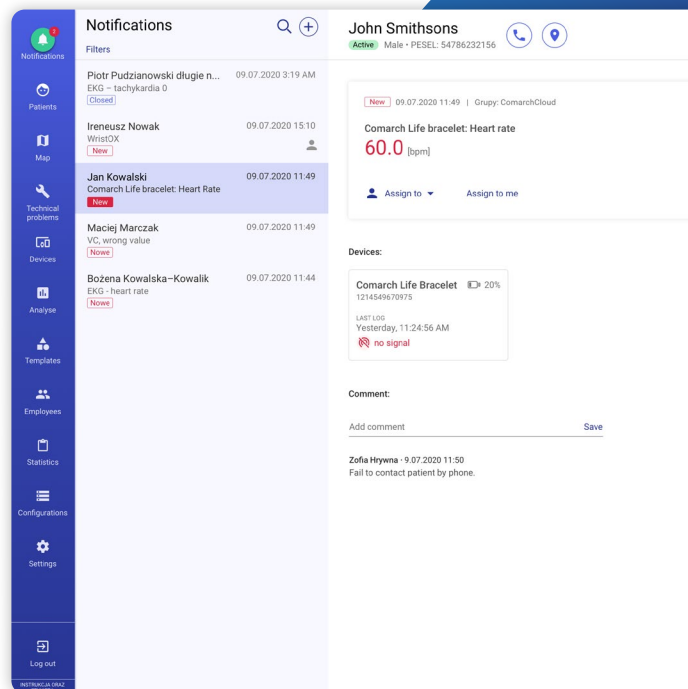 2
Notifications
Patients
Map
Technical
problems
Devices
Analyse
Templates
Employees
Statistics
Configurations
Settings
Log out
INSTRUKCJA ORAZ
Notifications
Filters
Piotr Pudzianowski długie n... 09.07.2020 3:19 AM
EKG – tachykardia 0
Closed
Ireneusz Nowak 09.07.2020 15:10
WristOX
New
Jan Kowalski 09.07.2020 11:49
Comarch Life bracelet: Heart Rate
New
Maciej Marczak 09.07.2020 11:49
VC, wrong value
Nowe
Bożena Kowalska–Kowalik 09.07.2020 11:44
EKG - heart rate
Nowe
John Smithsons
Active Male • PESEL: 54786232156
New 09.07.2020 11:49 | Grupy: ComarchCloud
Comarch Life bracelet: Heart rate
60.0 [bpm]
Assign to Assign to me
Devices:
Comarch Life Bracelet 20%
1214549670975
LAST LOG
Yesterday, 11:24:56 AM
no signal
Comment:
Add comment Save
Zofia Hrywna - 9.07.2020 11:50
Fail to contact patient by phone.